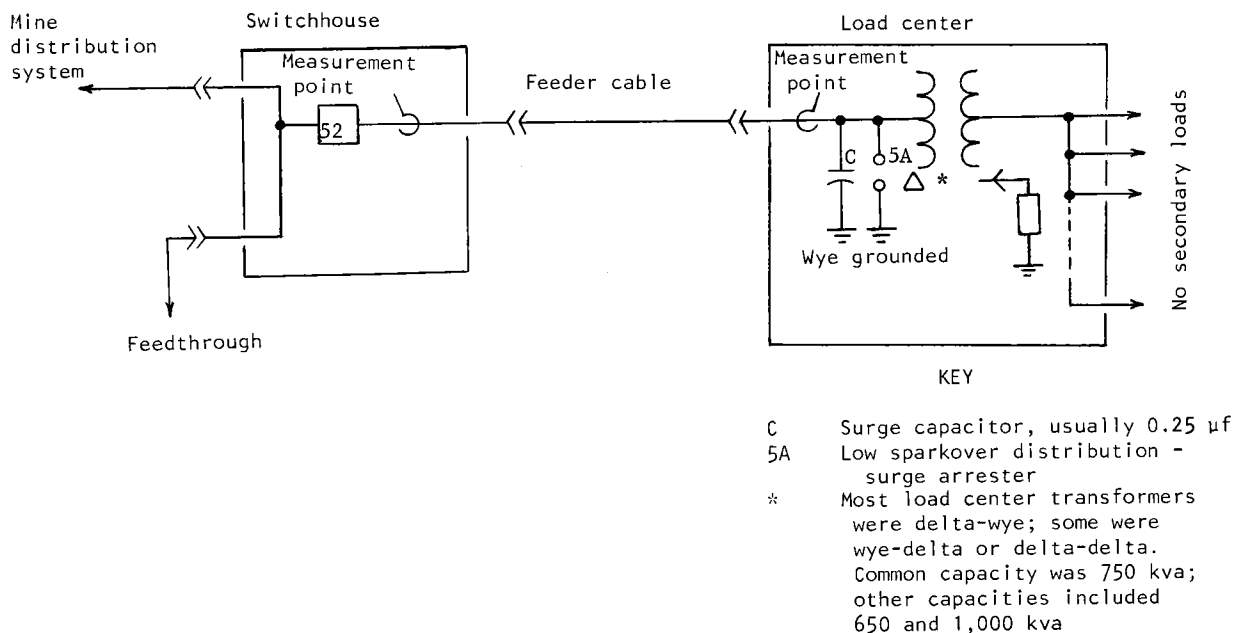 Mine
distribution
system
Switchhouse
Measurement
point
52
Feedthrough
Feeder cable
Load center
Measurement
point
C
5A
△ *
Wye grounded
No secondary loads
KEY
C Surge capacitor, usually 0.25 μf
5A Low sparkover distribution -
surge arrester
* Most load center transformers
were delta-wye; some were
wye-delta or delta-delta.
Common capacity was 750 kva;
other capacities included
650 and 1,000 kva